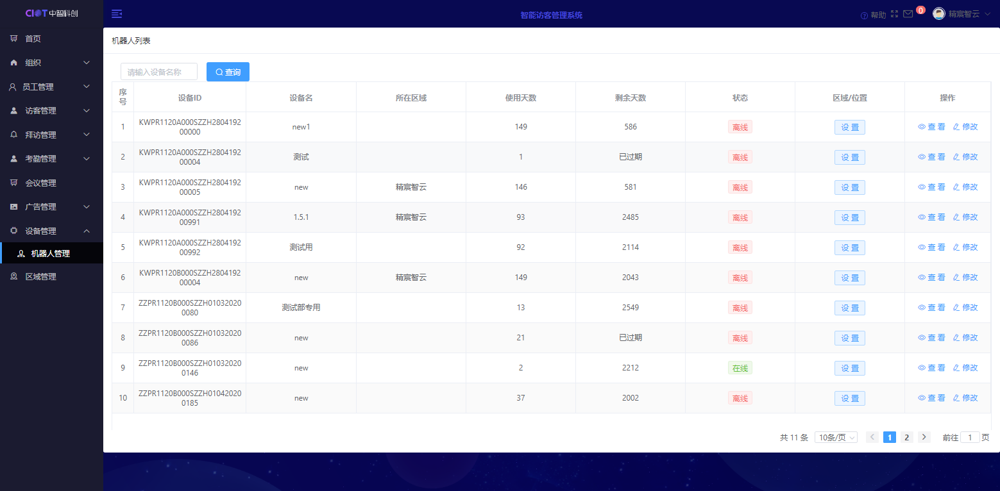 CIOT 中智科创
智能访客管理系统
帮助
0
精宸智云
首页
组织
员工管理
访客管理
拜访管理
考勤管理
会议管理
广告管理
设备管理
机器人管理
区域管理
机器人列表
请输入设备名称
查询
序号 设备ID 设备名 所在区域 使用天数 剩余天数 状态 区域/位置 操作
1 KWPR1120A000SZZH280419200000 new1 149 586 离线 设 置 查 看 修改
2 KWPR1120A000SZZH280419200004 测试 1 已过期 离线 设 置 查 看 修改
3 KWPR1120A000SZZH280419200005 new 精宸智云 146 581 离线 设 置 查 看 修改
4 KWPR1120A000SZZH280419200991 1.5.1 精宸智云 93 2485 离线 设 置 查 看 修改
5 KWPR1120A000SZZH280419200992 测试用 92 2114 离线 设 置 查 看 修改
6 KWPR1120B000SZZH280419200004 new 精宸智云 149 2043 离线 设 置 查 看 修改
7 ZZPR1120B000SZZH010320200080 测试部专用 13 2549 离线 设 置 查 看 修改
8 ZZPR1120B000SZZH010320200086 new 21 已过期 离线 设 置 查 看 修改
9 ZZPR1120B000SZZH010320200146 new 2 2212 在线 设 置 查 看 修改
10 ZZPR1120B000SZZH010420200185 new 37 2002 离线 设 置 查 看 修改
共 11 条 10条/页 1 2 前往 1 页